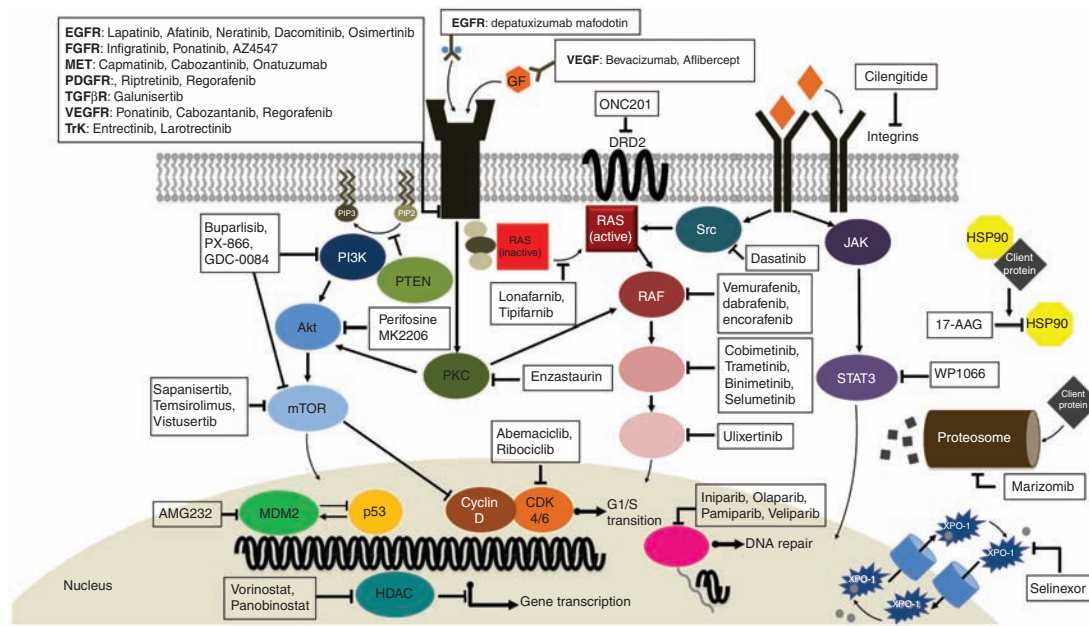 EGFR: Lapatinib, Afatinib, Neratinib, Dacomitinib, Osimertinib
FGFR: Infigratinib, Ponatinib, AZ4547
MET: Capmatinib, Cabozantinib, Onatuzumab
PDGFR:, Ripretinib, Regorafenib
TGFβR: Galunisertib
VEGFR: Ponatinib, Cabozantanib, Regorafenib
TrK: Entrectinib, Larotrectinib
EGFR: depatuxizumab mafodotin
GF
VEGF: Bevacizumab, Aflibercept
ONC201
DRD2
Cilengitide
Integrins
PIP3
PIP2
Buparlisib,
PX-866,
GDC-0084
PI3K
PTEN
RAS
(inactive)
RAS
(active)
Src
JAK
Dasatinib
HSP90
Client
protein
17-AAG
HSP90
Lonafarnib,
Tipifarnib
RAF
Vemurafenib,
dabrafenib,
encorafenib
Akt
Perifosine
MK2206
PKC
Enzastaurin
Cobimetinib,
Trametinib,
Binimetinib,
Selumetinib
STAT3
WP1066
Sapanisertib,
Temsirolimus,
Vistusertib
mTOR
Client
protein
Proteosome
Marizomib
Ulixertinib
Abemaciclib,
Ribociclib
AMG232
MDM2
p53
Cyclin
D
CDK
4/6
G1/S
transition
Iniparib, Olaparib,
Pamiparib, Veliparib
DNA repair
Nucleus
Vorinostat,
Panobinostat
HDAC
Gene transcription
XPO-1
XPO-1
XPO-1
XPO-1
Selinexor